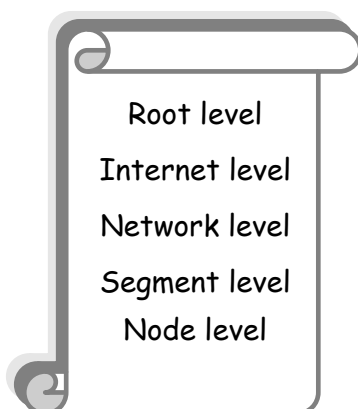 Root level
Internet level
Network level
Segment level
Node level